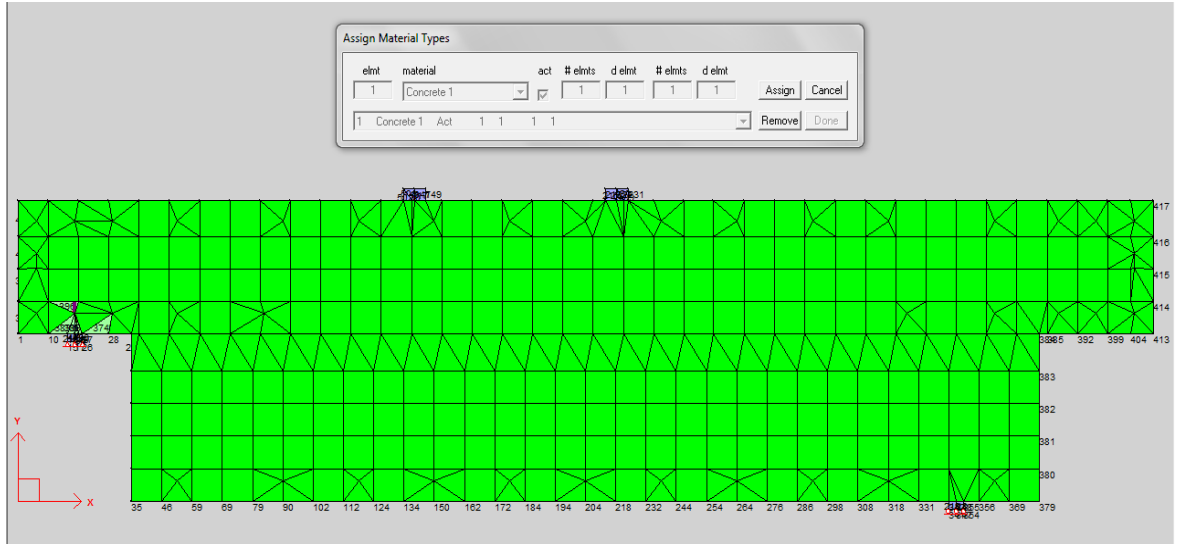 Assign Material Types
elmt material act # elmts d elmt # elmts d elmt
1 Concrete 1 1 1 1 1 Assign Cancel
1 Concrete 1 Act 1 1 1 1 Remove Done
417
416
415
414
1 10 28 374 385 392 399 404 413
383
382
381
Y
380
X
35 46 59 69 79 90 102 112 124 134 150 162 172 184 194 204 218 232 244 254 264 276 286 296 308 318 331 356 369 379